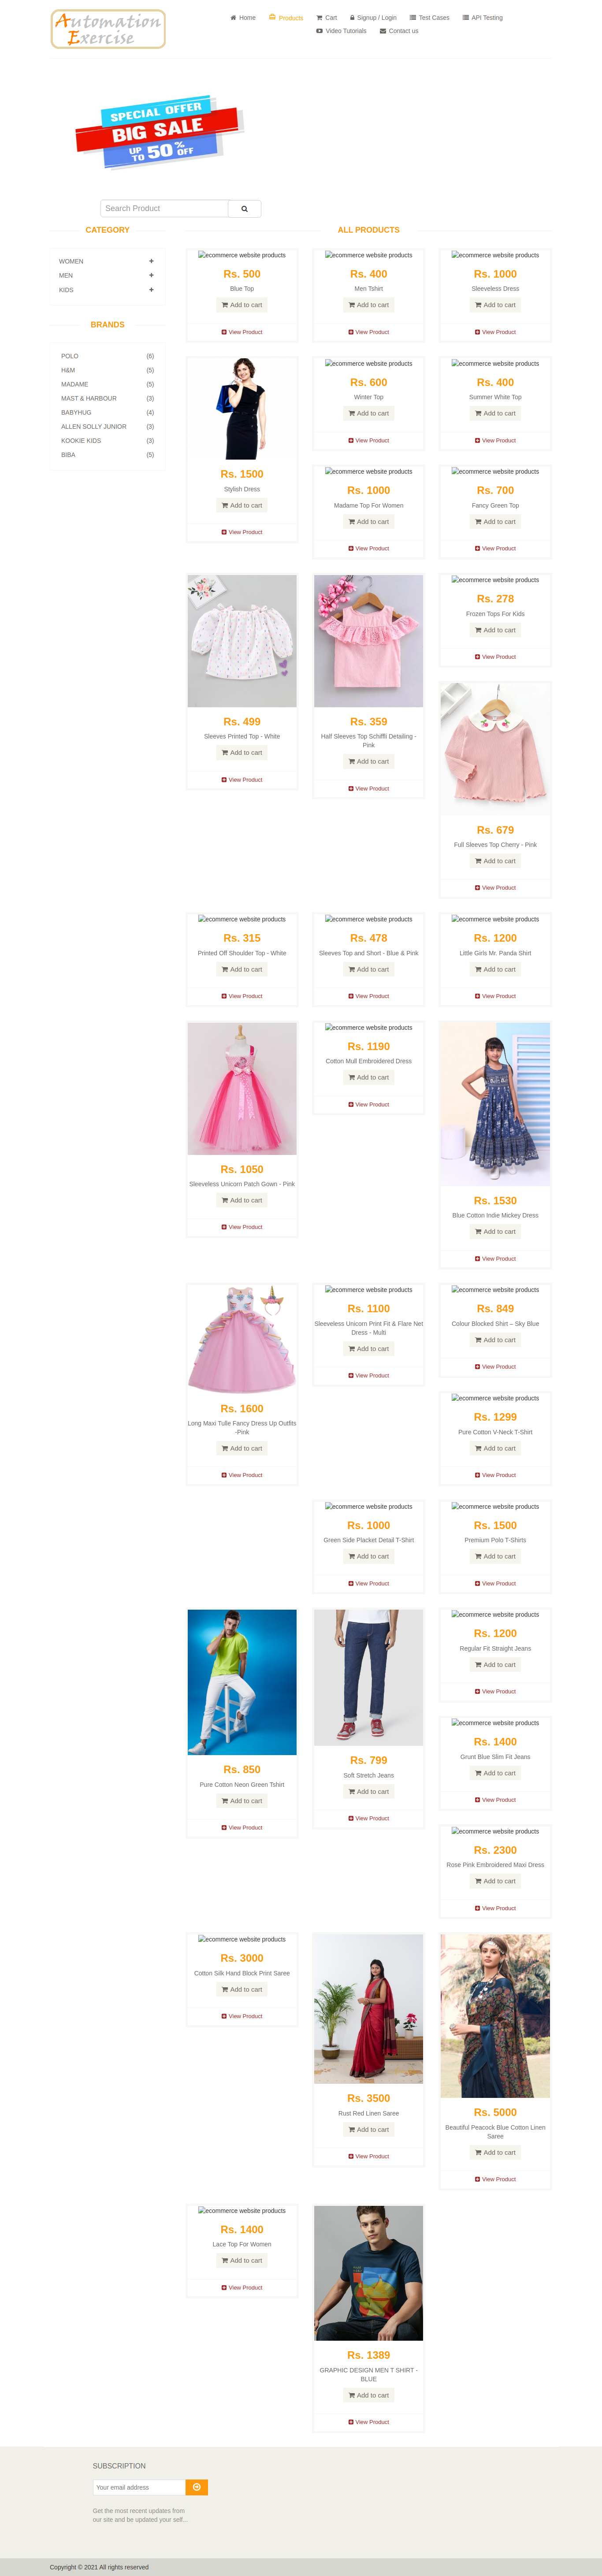 Automation
Exercise
Home
Products
Cart
Signup / Login
Test Cases
API Testing
Video Tutorials
Contact us
SPECIAL OFFER
BIG SALE
UP TO 50% OFF
Search Product
CATEGORY
WOMEN
MEN
KIDS
BRANDS
POLO (6)
H&M (5)
MADAME (5)
MAST & HARBOUR (3)
BABYHUG (4)
ALLEN SOLLY JUNIOR (3)
KOOKIE KIDS (3)
BIBA (5)
ALL PRODUCTS
ecommerce website products
Rs. 500
Blue Top
Add to cart
View Product
ecommerce website products
Rs. 400
Men Tshirt
Add to cart
View Product
ecommerce website products
Rs. 1000
Sleeveless Dress
Add to cart
View Product
Rs. 1500
Stylish Dress
Add to cart
View Product
ecommerce website products
Rs. 600
Winter Top
Add to cart
View Product
ecommerce website products
Rs. 400
Summer White Top
Add to cart
View Product
ecommerce website products
Rs. 1000
Madame Top For Women
Add to cart
View Product
ecommerce website products
Rs. 700
Fancy Green Top
Add to cart
View Product
Rs. 499
Sleeves Printed Top - White
Add to cart
View Product
Rs. 359
Half Sleeves Top Schiffli Detailing -
Pink
Add to cart
View Product
ecommerce website products
Rs. 278
Frozen Tops For Kids
Add to cart
View Product
Rs. 679
Full Sleeves Top Cherry - Pink
Add to cart
View Product
ecommerce website products
Rs. 315
Printed Off Shoulder Top - White
Add to cart
View Product
ecommerce website products
Rs. 478
Sleeves Top and Short - Blue & Pink
Add to cart
View Product
ecommerce website products
Rs. 1200
Little Girls Mr. Panda Shirt
Add to cart
View Product
Rs. 1050
Sleeveless Unicorn Patch Gown - Pink
Add to cart
View Product
ecommerce website products
Rs. 1190
Cotton Mull Embroidered Dress
Add to cart
View Product
Rs. 1530
Blue Cotton Indie Mickey Dress
Add to cart
View Product
Rs. 1600
Long Maxi Tulle Fancy Dress Up Outfits
-Pink
Add to cart
View Product
ecommerce website products
Rs. 1100
Sleeveless Unicorn Print Fit & Flare Net
Dress - Multi
Add to cart
View Product
ecommerce website products
Rs. 849
Colour Blocked Shirt – Sky Blue
Add to cart
View Product
ecommerce website products
Rs. 1299
Pure Cotton V-Neck T-Shirt
Add to cart
View Product
ecommerce website products
Rs. 1000
Green Side Placket Detail T-Shirt
Add to cart
View Product
ecommerce website products
Rs. 1500
Premium Polo T-Shirts
Add to cart
View Product
Rs. 850
Pure Cotton Neon Green Tshirt
Add to cart
View Product
Rs. 799
Soft Stretch Jeans
Add to cart
View Product
ecommerce website products
Rs. 1200
Regular Fit Straight Jeans
Add to cart
View Product
ecommerce website products
Rs. 1400
Grunt Blue Slim Fit Jeans
Add to cart
View Product
ecommerce website products
Rs. 2300
Rose Pink Embroidered Maxi Dress
Add to cart
View Product
ecommerce website products
Rs. 3000
Cotton Silk Hand Block Print Saree
Add to cart
View Product
Rs. 3500
Rust Red Linen Saree
Add to cart
View Product
Rs. 5000
Beautiful Peacock Blue Cotton Linen
Saree
Add to cart
View Product
ecommerce website products
Rs. 1400
Lace Top For Women
Add to cart
View Product
Rs. 1389
GRAPHIC DESIGN MEN T SHIRT -
BLUE
Add to cart
View Product
SUBSCRIPTION
Your email address
Get the most recent updates from
our site and be updated your self...
Copyright © 2021 All rights reserved